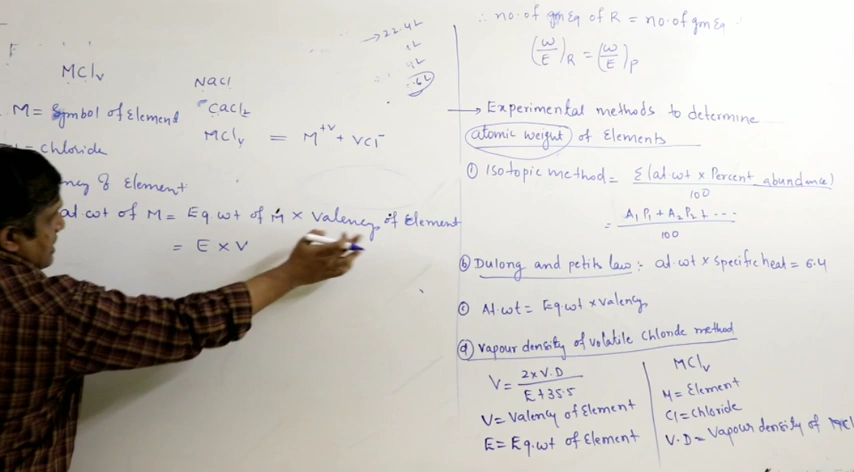 MClv
M = Symbol of Element
= chloride
ncy of Element
at.wt of M = Eq.wt of M × Valency of Element
= E × V
NaCl
CaCl2
MClv = M+v + VCl-
→ 22.4L
1L
∴ no.of gm Eq of R = no.of gm Eq
(W/E)R = (W/E)P
→ Experimental methods to determine
atomic weight of Elements
① Isotopic method = Σ(at wt × Percent abundance)/100
= A1P1 + A2P2 + ---/100
ⓑ Dulong and petits law : at.wt × specific heat = 6.4
ⓒ At.wt = Eq.wt × valency
ⓓ Vapour density of volatile chloride method
V = 2×V.D/E+35.5
V = Valency of Element
E = Eq.wt of Element
MClv
M = Element
Cl = chloride
V.D = Vapour density of MCl